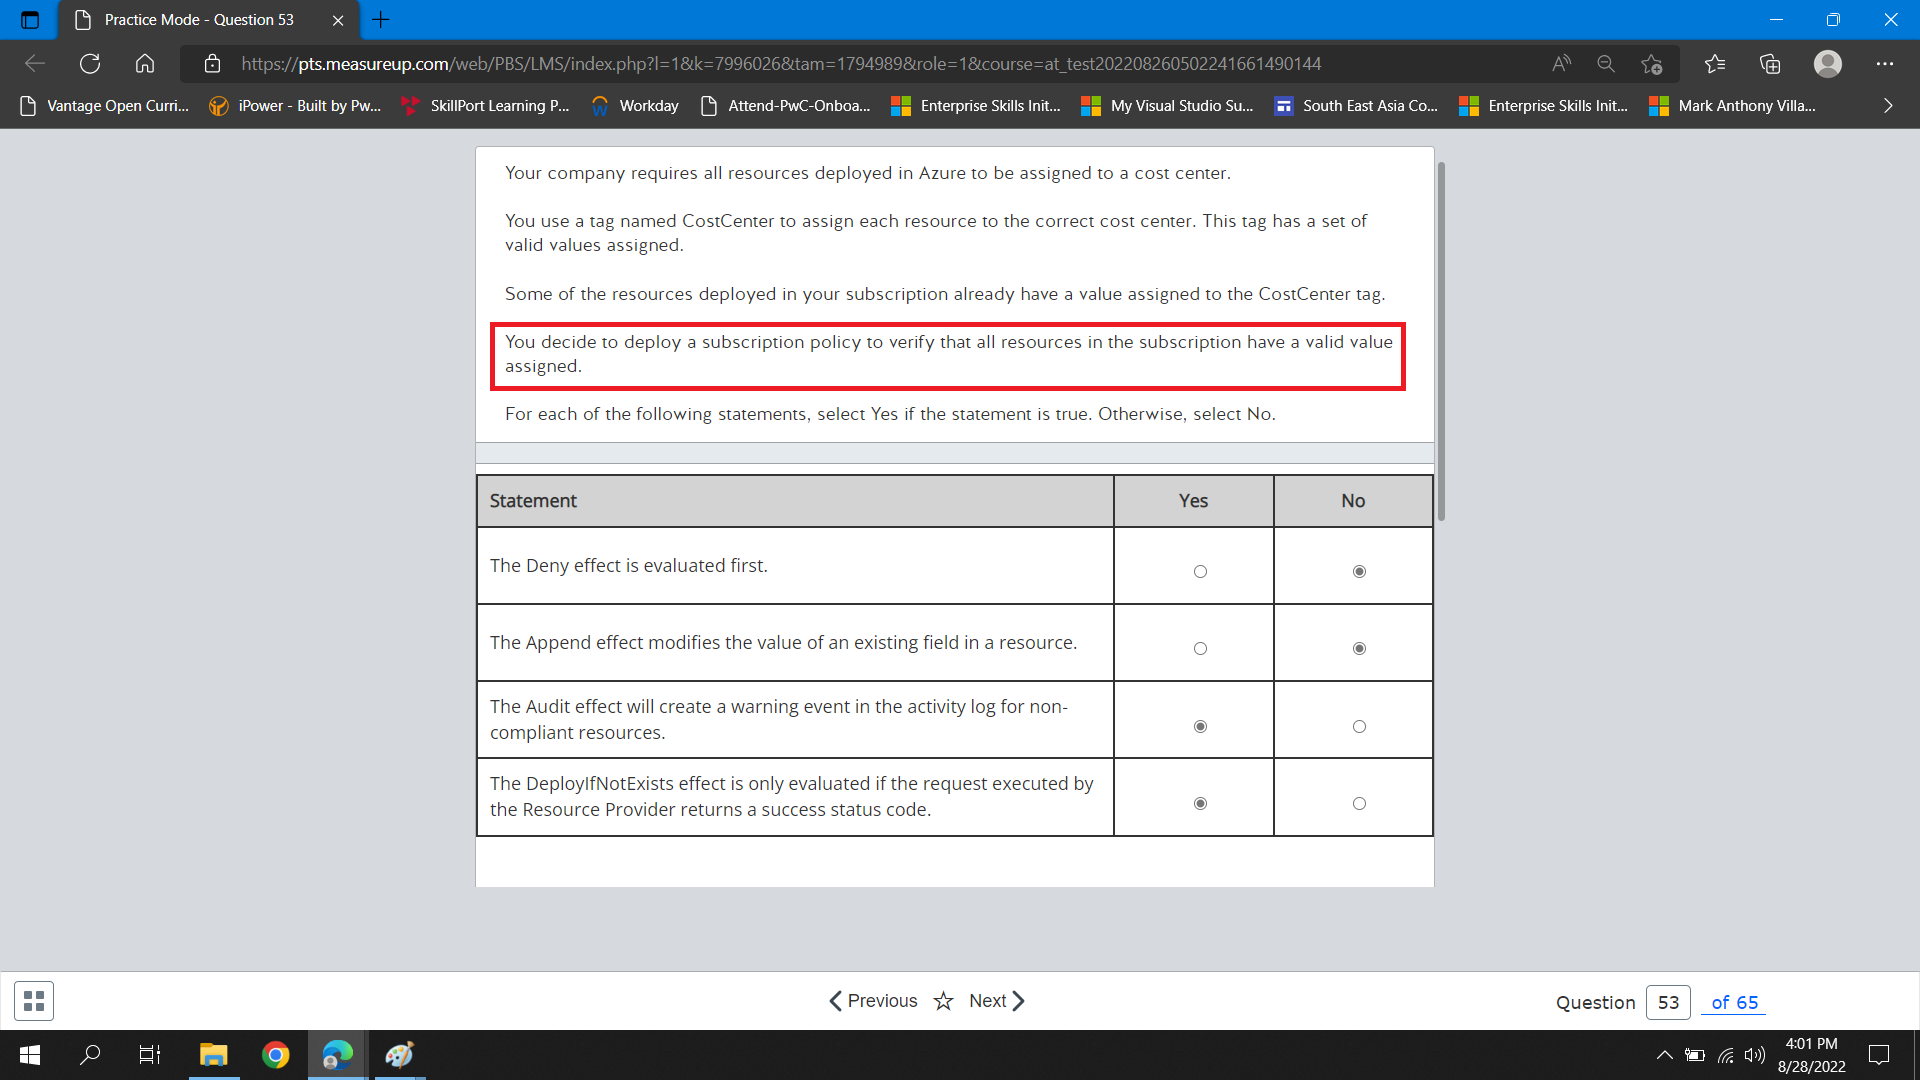 Practice Mode - Question 53
https://pts.measureup.com/web/PBS/LMS/index.php?l=1&k=7996026&tam=1794989&role=1&course=at_test202208260502241661490144
Vantage Open Curri... iPower - Built by Pw... SkillPort Learning P... Workday Attend-PwC-Onboa... Enterprise Skills Init... My Visual Studio Su... South East Asia Co... Enterprise Skills Init... Mark Anthony Villa...
Your company requires all resources deployed in Azure to be assigned to a cost center.
You use a tag named CostCenter to assign each resource to the correct cost center. This tag has a set of
valid values assigned.
Some of the resources deployed in your subscription already have a value assigned to the CostCenter tag.
You decide to deploy a subscription policy to verify that all resources in the subscription have a valid value
assigned.
For each of the following statements, select Yes if the statement is true. Otherwise, select No.
Statement Yes No
The Deny effect is evaluated first.
The Append effect modifies the value of an existing field in a resource.
The Audit effect will create a warning event in the activity log for non-
compliant resources.
The DeployIfNotExists effect is only evaluated if the request executed by
the Resource Provider returns a success status code.
Previous Next
Question 53 of 65
4:01 PM
8/28/2022